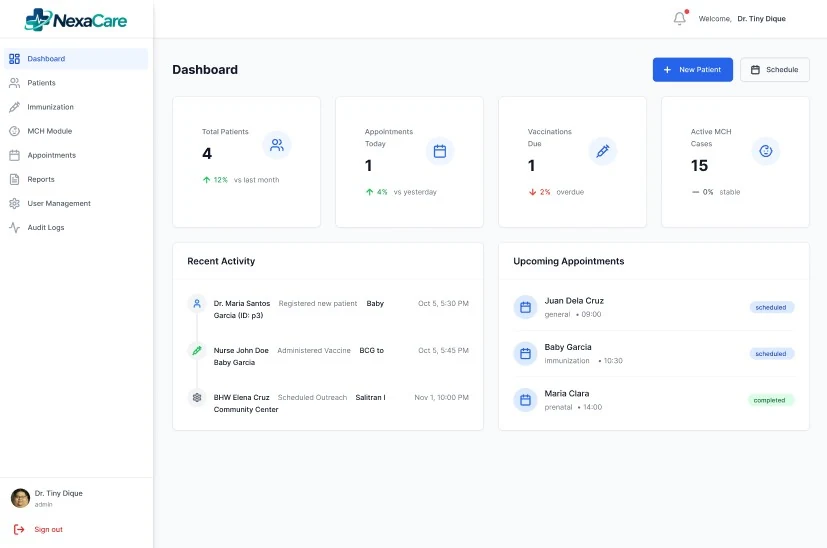 NexaCare
Welcome, Dr. Tiny Dique
Dashboard
Patients
Immunization
MCH Module
Appointments
Reports
User Management
Audit Logs
Dr. Tiny Dique
admin
Sign out
Dashboard
New Patient
Schedule
Total Patients
4
12% vs last month
Appointments
Today
1
4% vs yesterday
Vaccinations
Due
1
2% overdue
Active MCH
Cases
15
0% stable
Recent Activity
Dr. Maria Santos Registered new patient Baby Oct 5, 5:30 PM
Garcia (ID: p3)
Nurse John Doe Administered Vaccine BCG to Oct 5, 5:45 PM
Baby Garcia
BHW Elena Cruz Scheduled Outreach Salitran I Nov 1, 10:00 PM
Community Center
Upcoming Appointments
Juan Dela Cruz
general • 09:00
scheduled
Baby Garcia
immunization • 10:30
scheduled
Maria Clara
prenatal • 14:00
completed